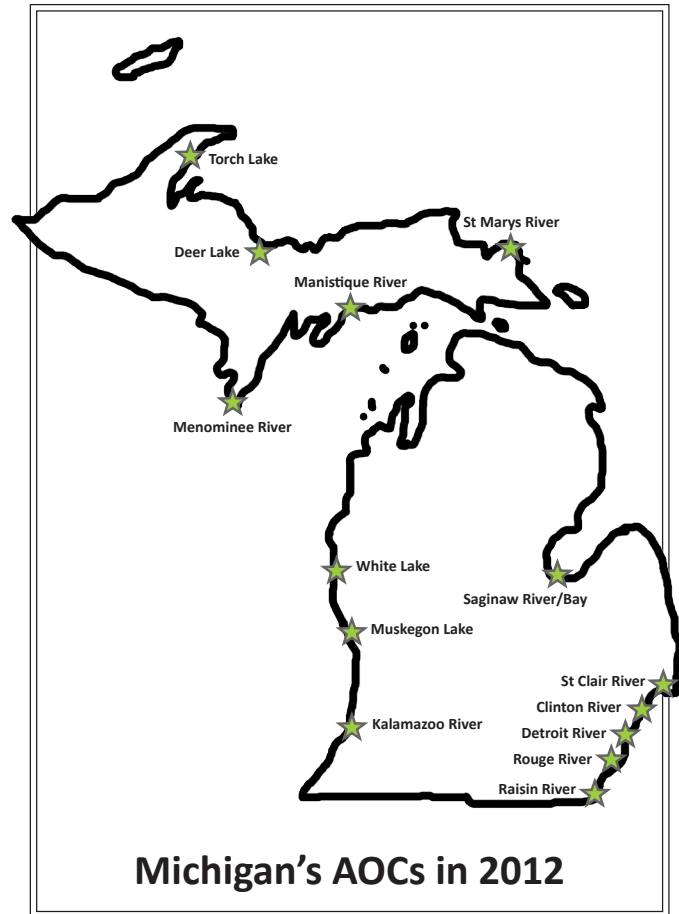 Torch Lake
St Marys River
Deer Lake
Manistique River
Menominee River
White Lake
Saginaw River/Bay
Muskegon Lake
St Clair River
Clinton River
Kalamazoo River
Detroit River
Rouge River
Raisin River
Michigan's AOCs in 2012